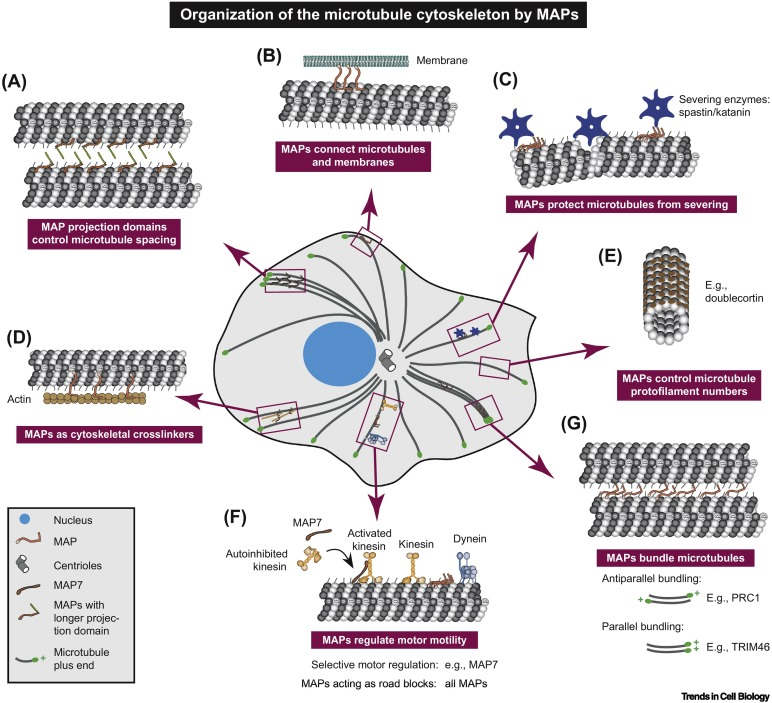 Organization of the microtubule cytoskeleton by MAPs
(A)
MAP projection domains
control microtubule spacing
(B)
Membrane
MAPs connect microtubules
and membranes
(C)
Severing enzymes:
spastin/katanin
MAPs protect microtubules from severing
(D)
Actin
MAPs as cytoskeletal crosslinkers
(E)
E.g.,
doublecortin
MAPs control microtubule
protofilament numbers
(F)
MAP7
Autoinhibited
kinesin
Activated
kinesin
Kinesin
Dynein
MAPs regulate motor motility
Selective motor regulation: e.g., MAP7
MAPs acting as road blocks: all MAPs
(G)
MAPs bundle microtubules
Antiparallel bundling:
+
+
E.g., PRC1
Parallel bundling:
+
+
E.g., TRIM46
Nucleus
MAP
Centrioles
MAP7
MAPs with
longer projec-
tion domain
+
Microtubule
plus end
Trends in Cell Biology